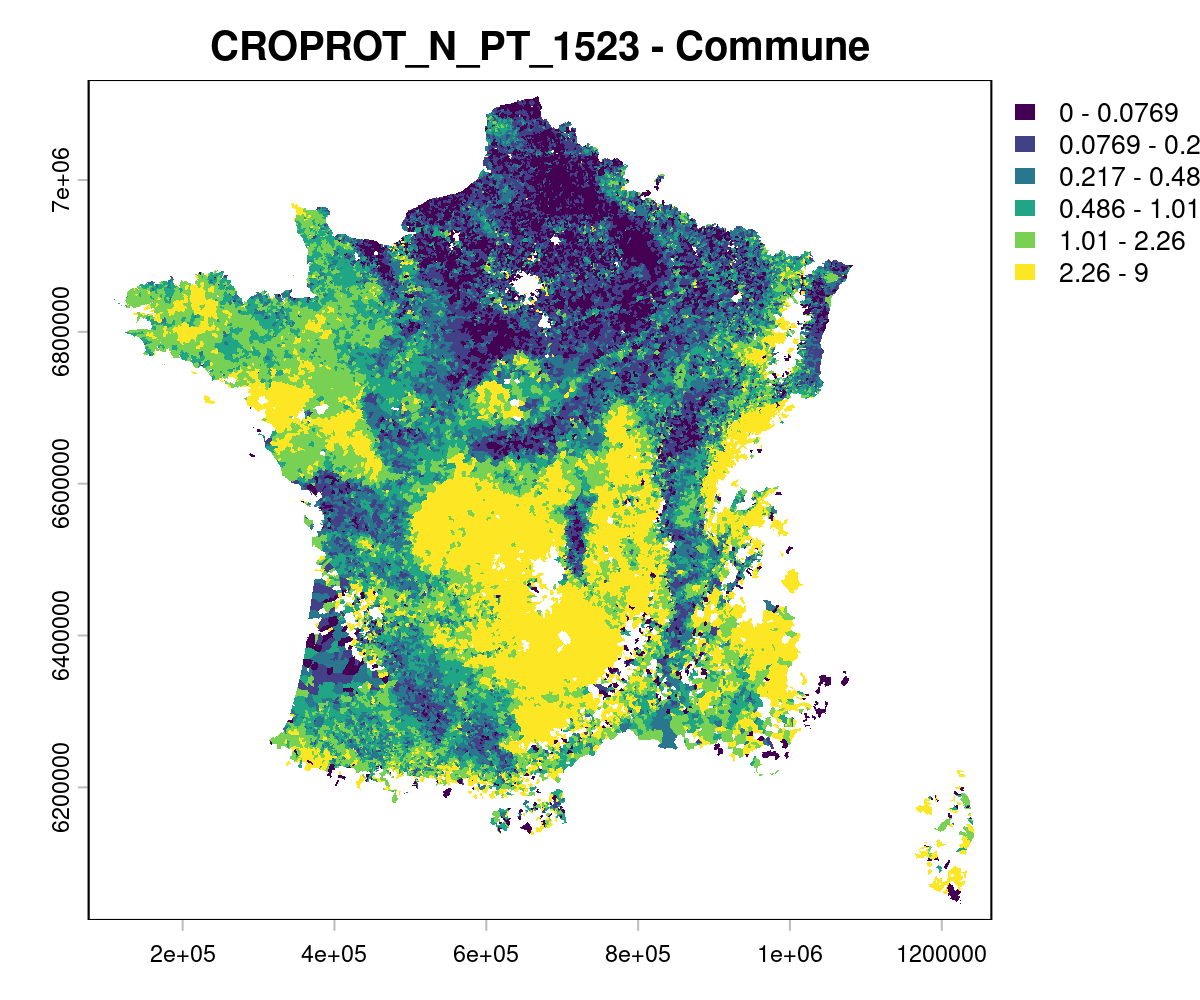 CROPROT_N_PT_1523 - Commune
0 - 0.0769
0.0769 - 0.2
0.217 - 0.48
0.486 - 1.01
1.01 - 2.26
2.26 - 9
7e+06
6800000
6600000
6400000
6200000
2e+05 4e+05 6e+05 8e+05 1e+06 1200000